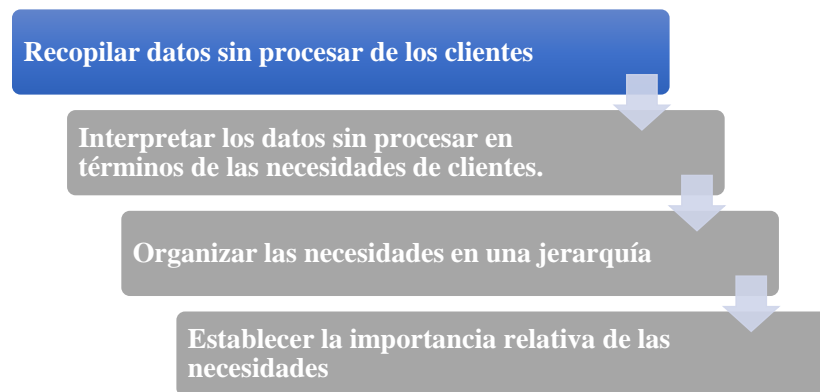 Recopilar datos sin procesar de los clientes
Interpretar los datos sin procesar en
términos de las necesidades de clientes.
Organizar las necesidades en una jerarquía
Establecer la importancia relativa de las
necesidades